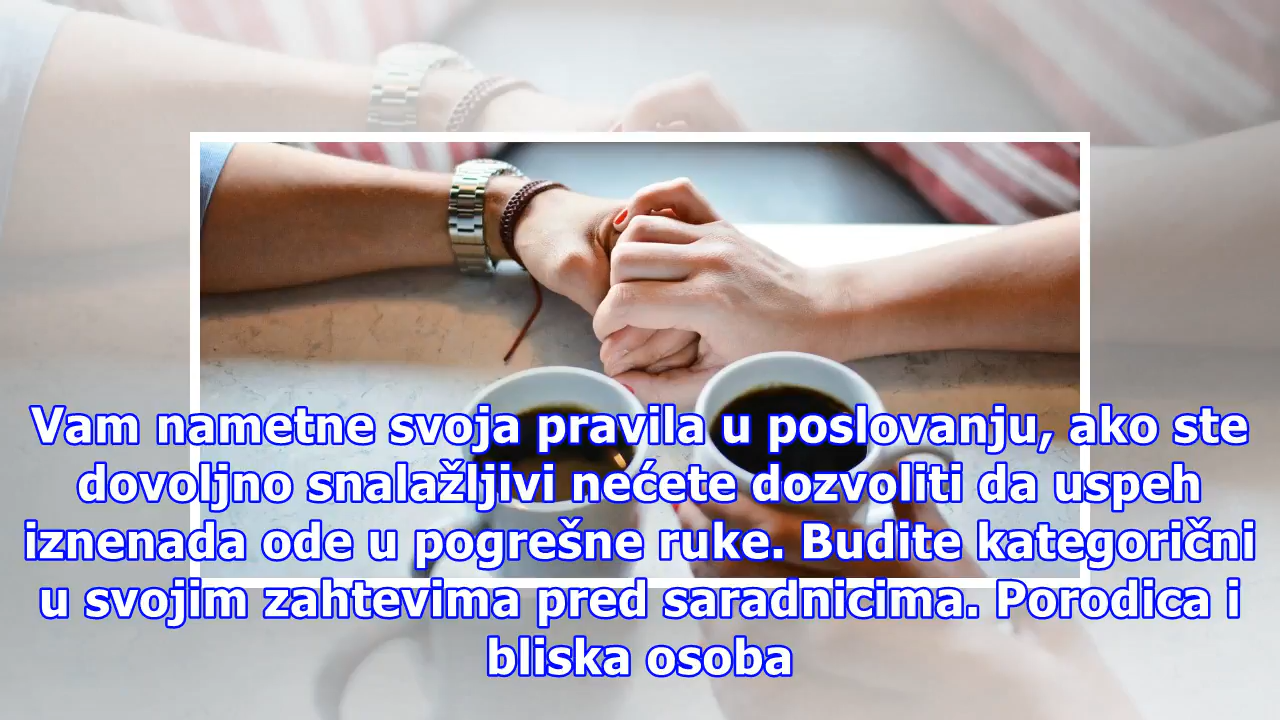 Vam nametne svoja pravila u poslovanju, ako ste
dovoljno snalažljivi nećete dozvoliti da uspeh
iznenada ode u pogrešne ruke. Budite kategorični
u svojim zahtevima pred saradnicima. Porodica i
bliska osoba